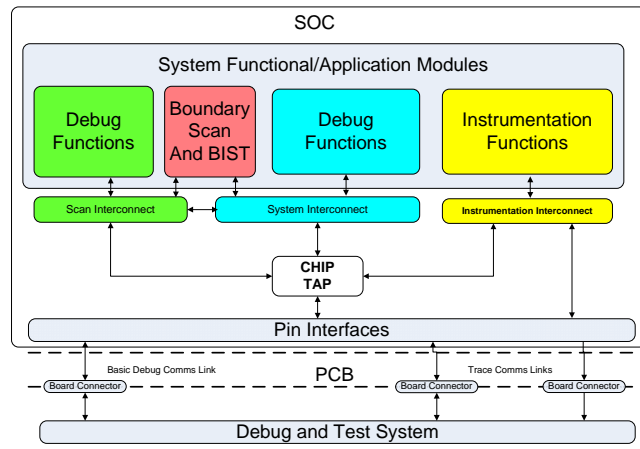 SOC
System Functional/Application Modules
Debug
Functions
Boundary
Scan
And BIST
Debug
Functions
Instrumentation
Functions
Scan Interconnect
System Interconnect
Instrumentation Interconnect
CHIP
TAP
Pin Interfaces
Basic Debug Comms Link
PCB
Trace Comms Links
Board Connector
Board Connector
Board Connector
Debug and Test System